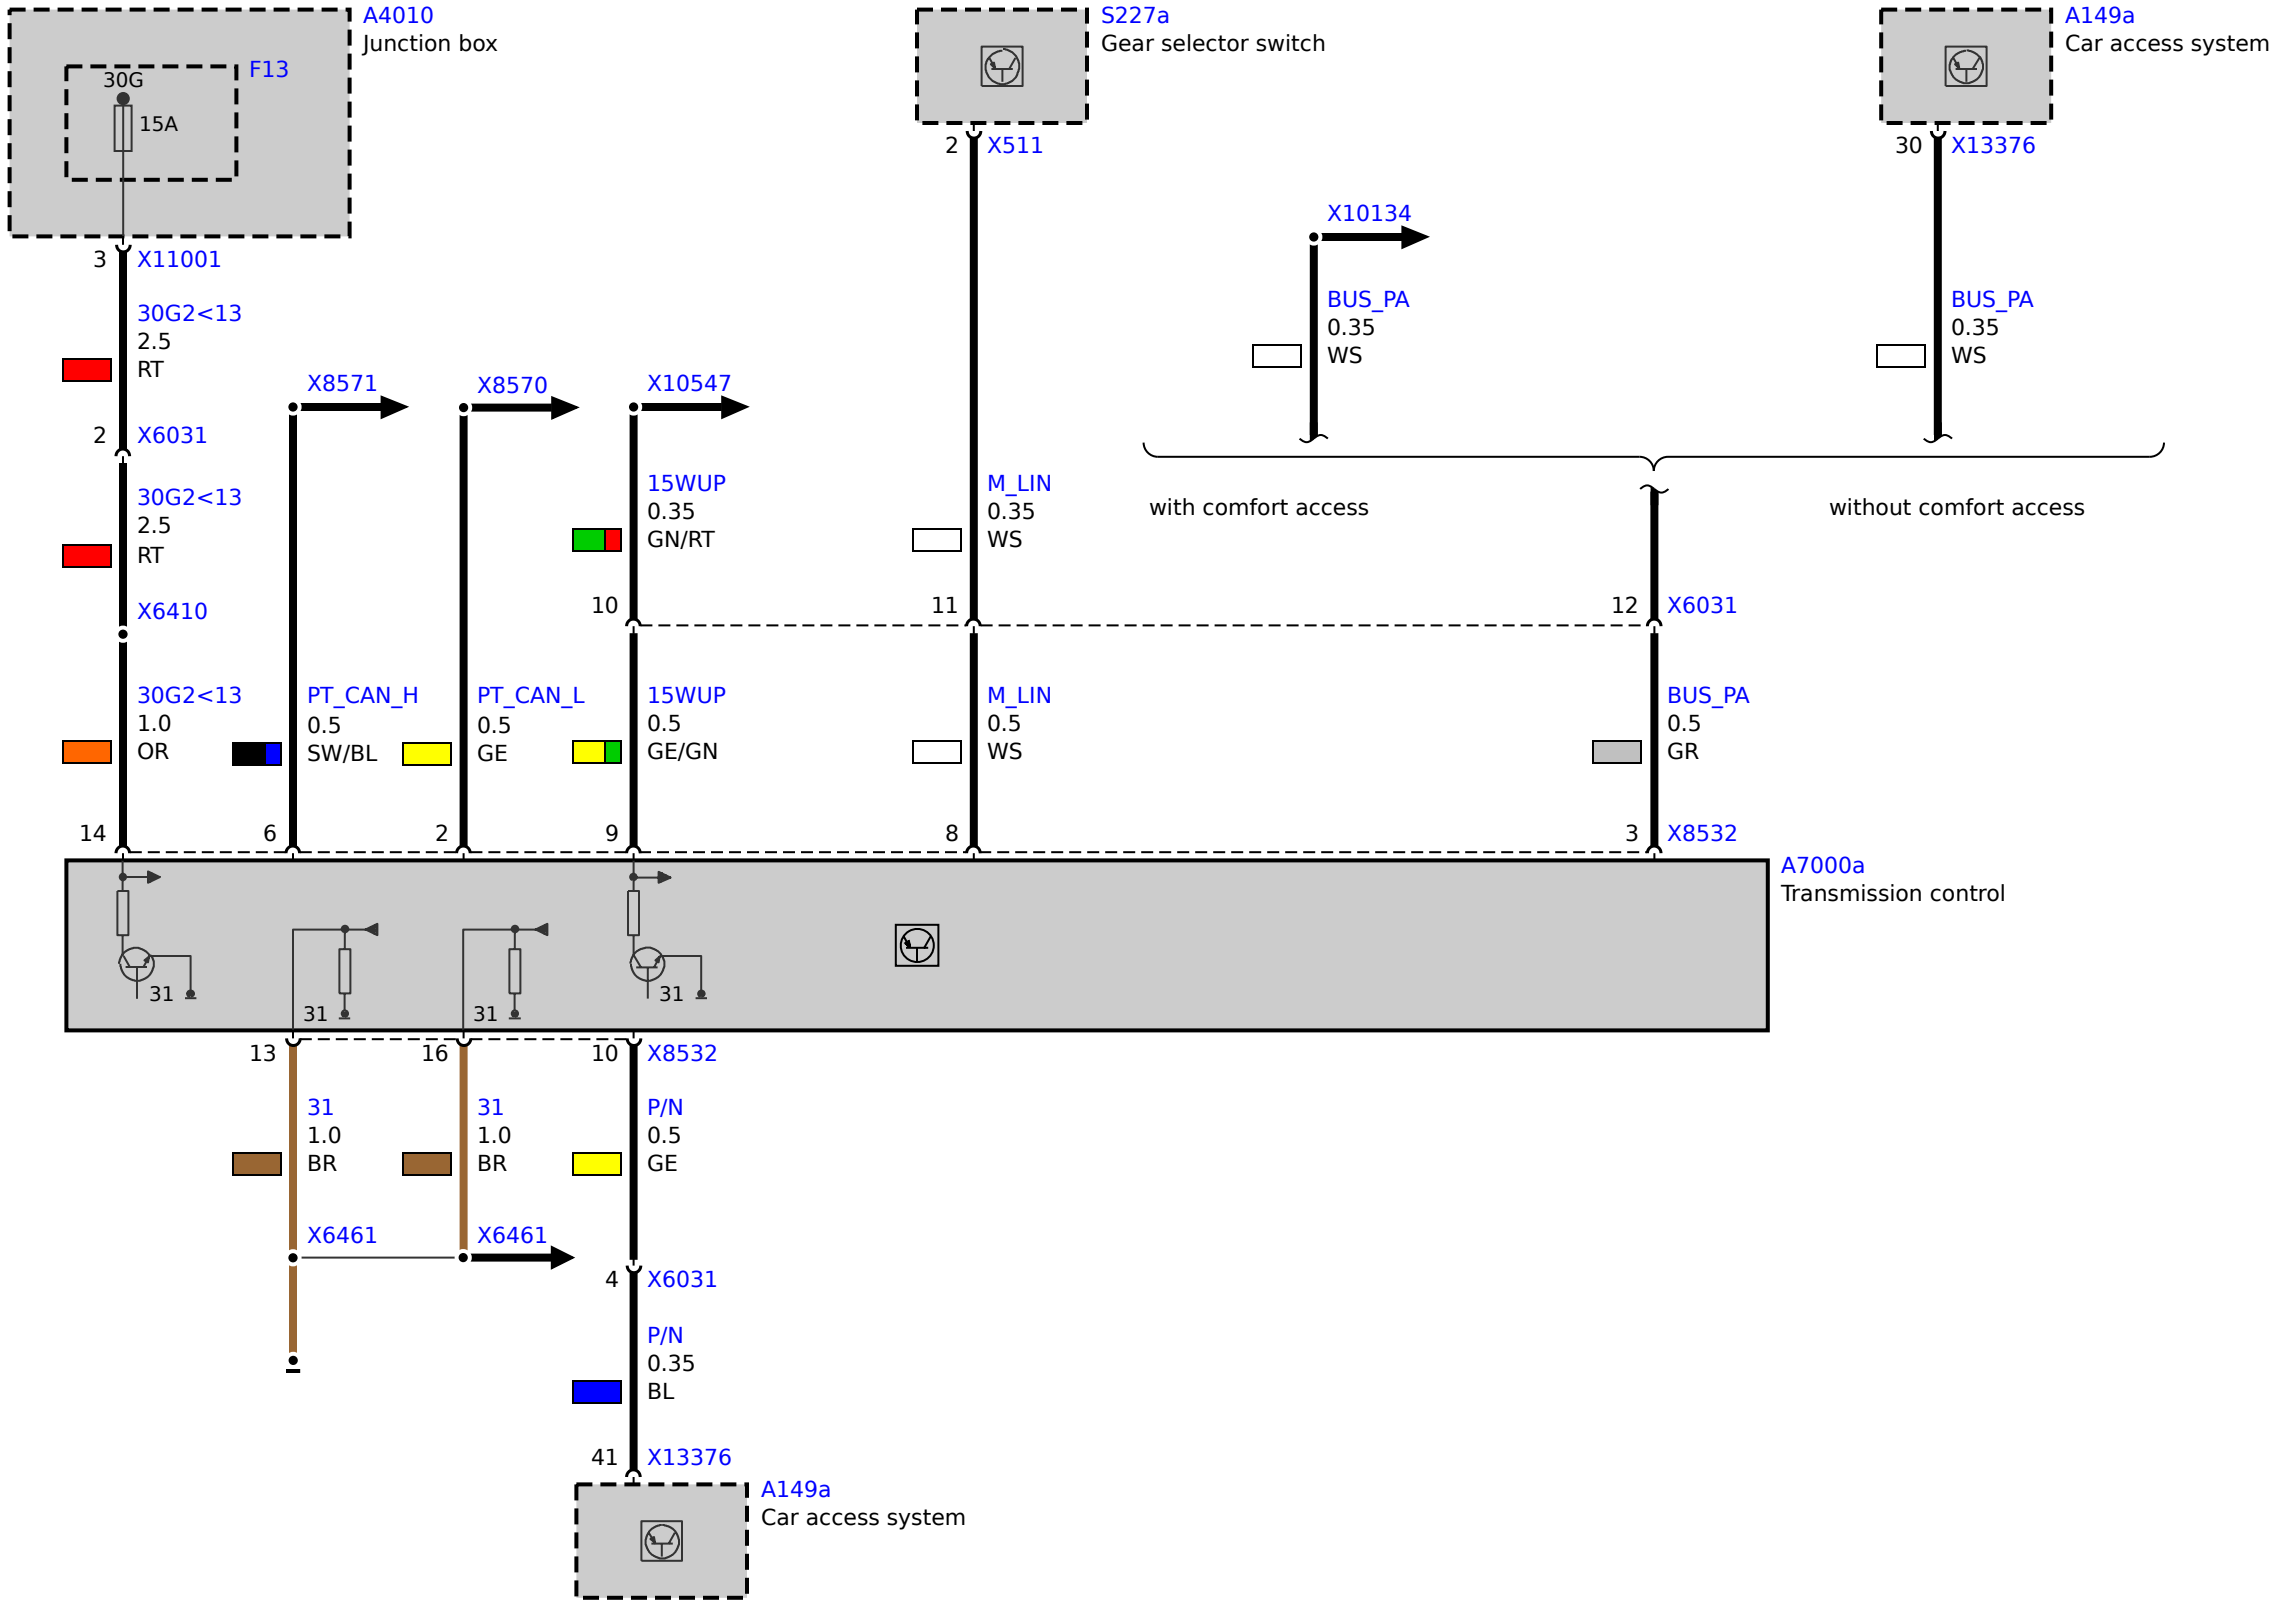 A4010
Junction box
F13
30G
15A
S227a
Gear selector switch
A149a
Car access system
2 X511
30 X13376
X10134
3 X11001
30G2<13
2.5
RT
BUS_PA
0.35
WS
BUS_PA
0.35
WS
X8571
X8570
X10547
2 X6031
30G2<13
2.5
RT
15WUP
0.35
GN/RT
M_LIN
0.35
WS
with comfort access
without comfort access
X6410
10
11
12 X6031
30G2<13
1.0
OR
PT_CAN_H
0.5
SW/BL
PT_CAN_L
0.5
GE
15WUP
0.5
GE/GN
M_LIN
0.5
WS
BUS_PA
0.5
GR
14
6
2
9
8
3 X8532
A7000a
Transmission control
31
31
31
31
13
16
10 X8532
31
1.0
BR
31
1.0
BR
P/N
0.5
GE
X6461
X6461
4 X6031
P/N
0.35
BL
41 X13376
A149a
Car access system